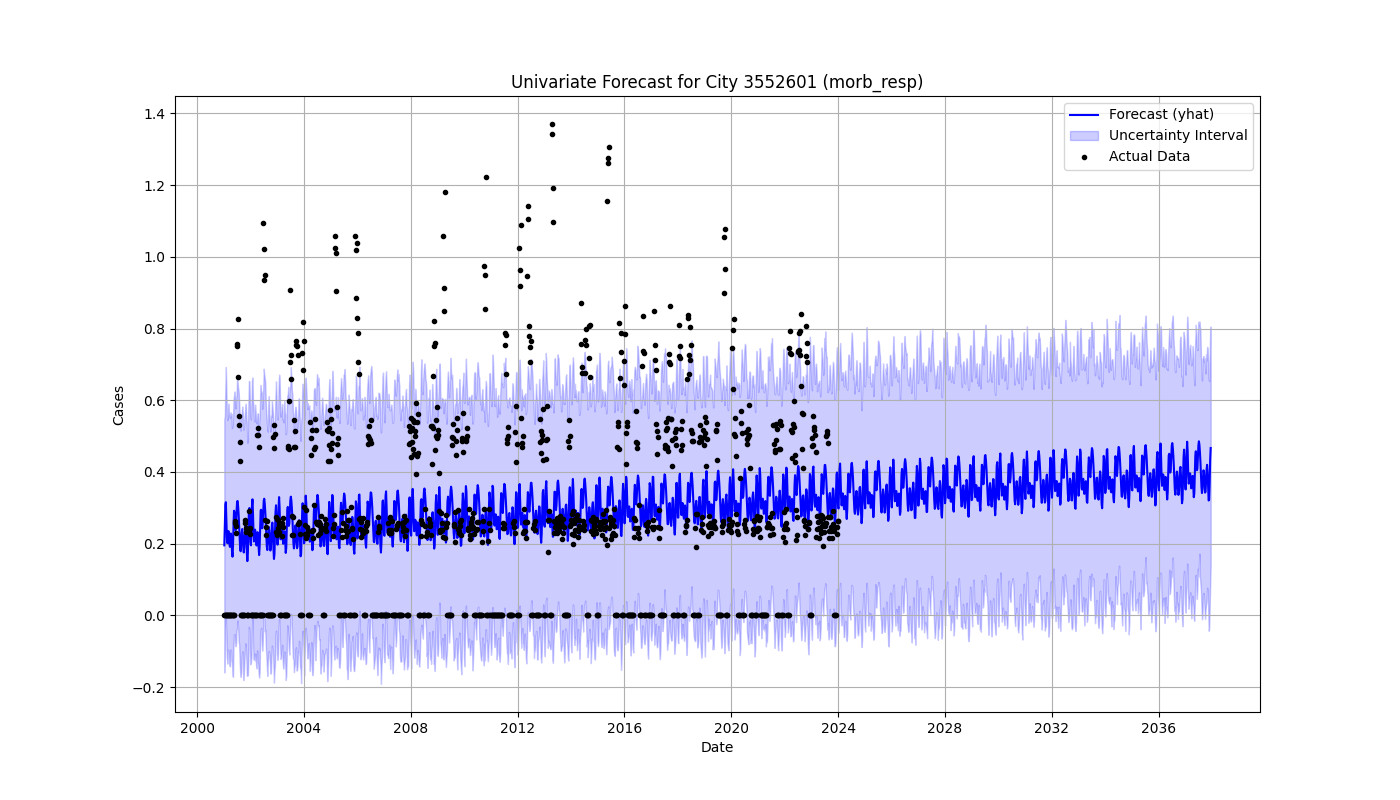 Univariate Forecast for City 3552601 (morb_resp)
Forecast (yhat)
Uncertainty Interval
Actual Data
Cases
1.4
1.2
1.0
0.8
0.6
0.4
0.2
0.0
−0.2
2000 2004 2008 2012 2016 2020 2024 2028 2032 2036
Date